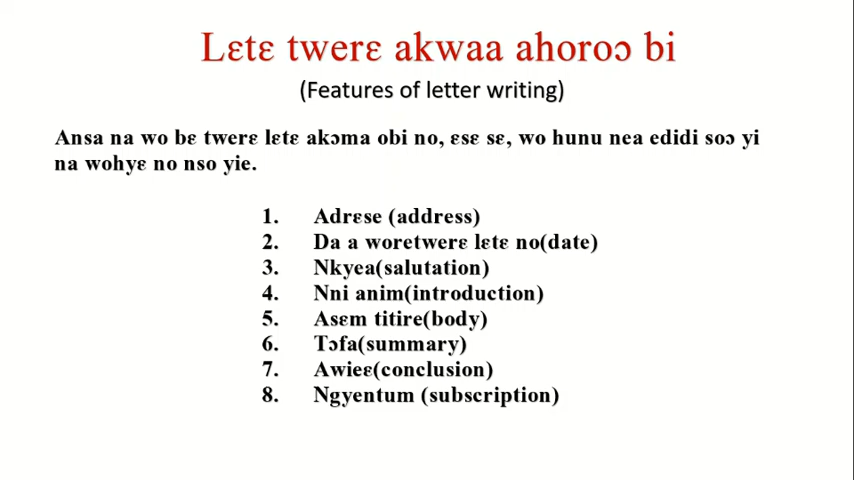 Lɛtɛ twerɛ akwaa ahoroɔ bi
(Features of letter writing)
Ansa na wo bɛ twerɛ lɛtɛ akɔma obi no, ɛsɛ sɛ, wo hunu nea edidi soɔ yi
na wohyɛ no nso yie.
1. Adrɛse (address)
2. Da a woretwerɛ lɛtɛ no(date)
3. Nkyea(salutation)
4. Nni anim(introduction)
5. Asɛm titire(body)
6. Tɔfa(summary)
7. Awieɛ(conclusion)
8. Ngyentum (subscription)